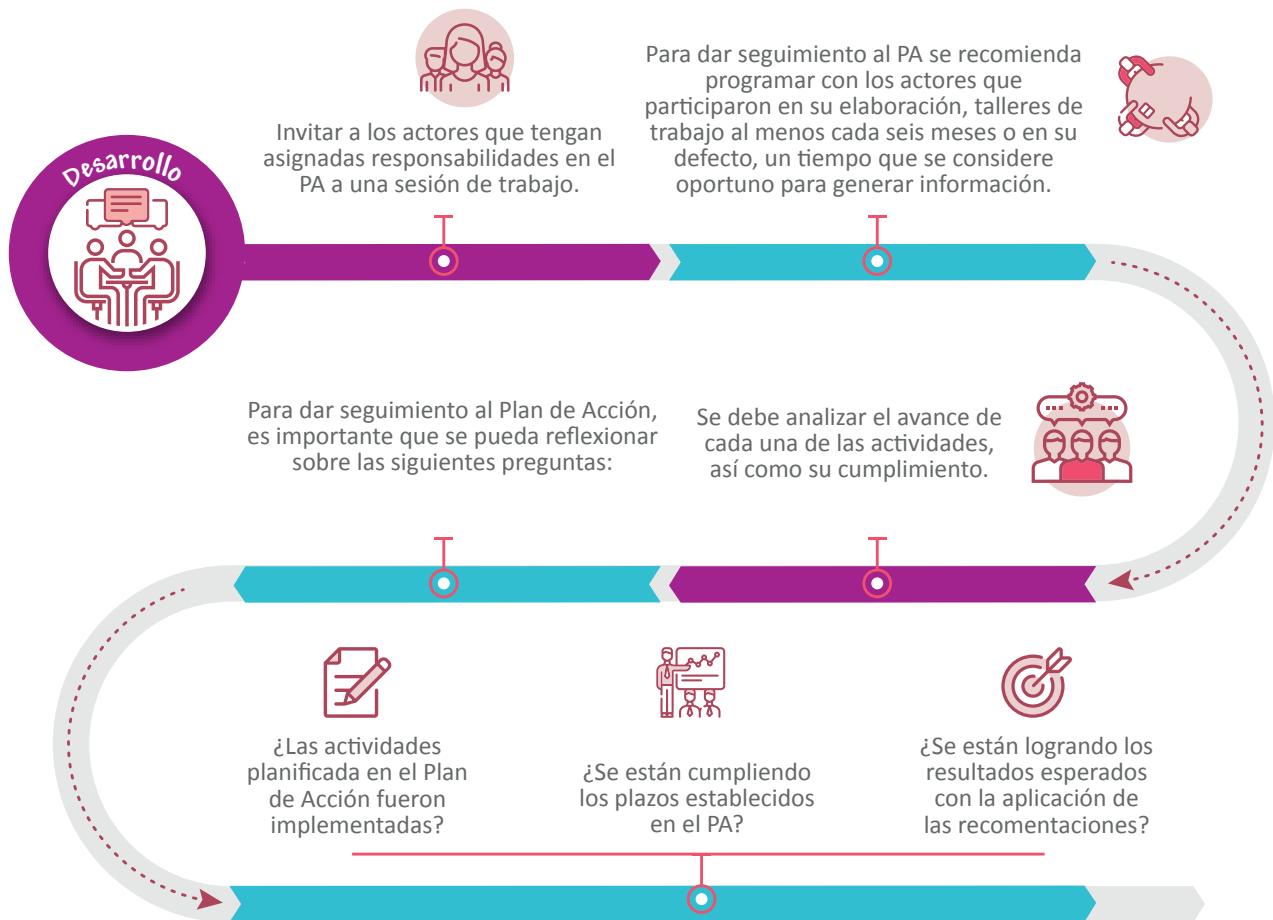 Desarrollo
Invitar a los actores que tengan
asignadas responsabilidades en el
PA a una sesión de trabajo.
Para dar seguimiento al PA se recomienda
programar con los actores que
participaron en su elaboración, talleres de
trabajo al menos cada seis meses o en su
defecto, un tiempo que se considere
oportuno para generar información.
Se debe analizar el avance de
cada una de las actividades,
así como su cumplimiento.
Para dar seguimiento al Plan de Acción,
es importante que se pueda reflexionar
sobre las siguientes preguntas:
¿Las actividades
planificada en el Plan
de Acción fueron
implementadas?
¿Se están cumpliendo
los plazos establecidos
en el PA?
¿Se están logrando los
resultados esperados
con la aplicación de
las recomentaciones?